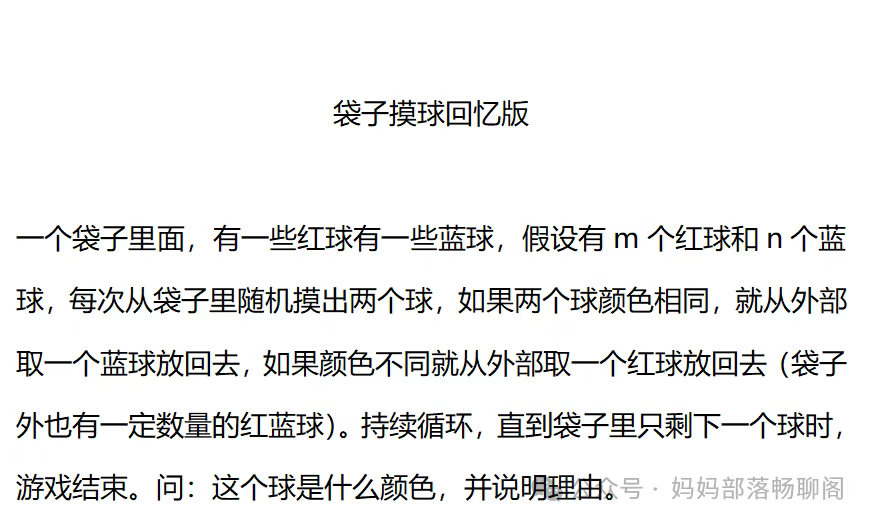 袋子摸球回忆版
一个袋子里面，有一些红球有一些蓝球，假设有 m 个红球和 n 个蓝
球，每次从袋子里随机摸出两个球，如果两个球颜色相同，就从外部
取一个蓝球放回去，如果颜色不同就从外部取一个红球放回去（袋子
外也有一定数量的红蓝球）。持续循环，直到袋子里只剩下一个球时，
游戏结束。问：这个球是什么颜色，并说明理由。
公众号 · 妈妈部落畅聊阁